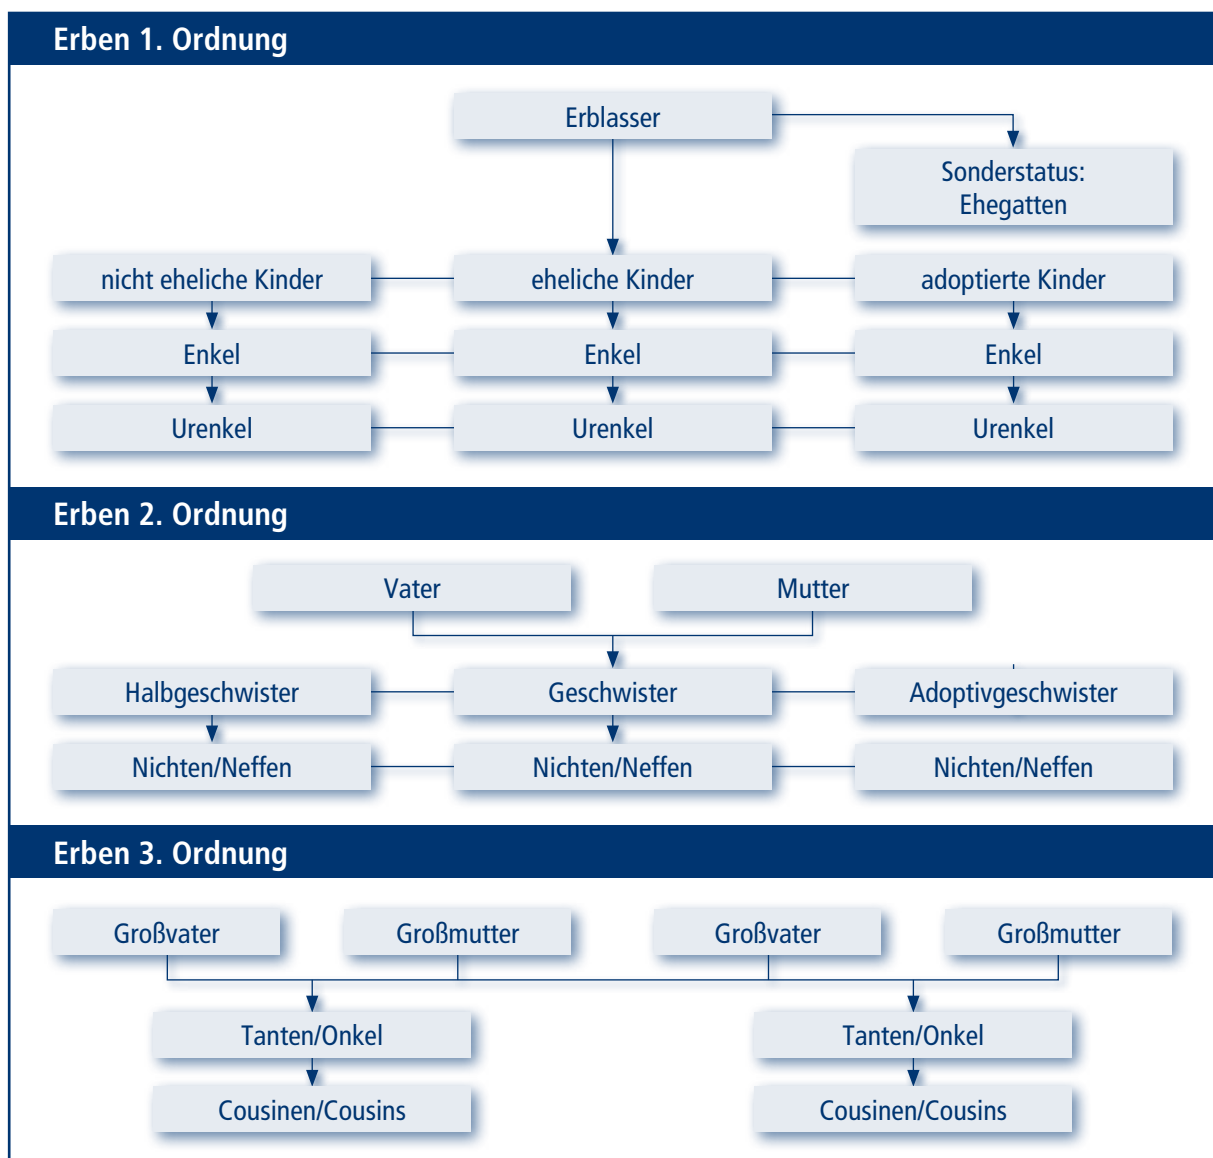 Erben 1. Ordnung
Erblasser
Sonderstatus:
Ehegatten
nicht eheliche Kinder
eheliche Kinder
adoptierte Kinder
Enkel
Enkel
Enkel
Urenkel
Urenkel
Urenkel
Erben 2. Ordnung
Vater
Mutter
Halbgeschwister
Geschwister
Adoptivgeschwister
Nichten/Neffen
Nichten/Neffen
Nichten/Neffen
Erben 3. Ordnung
Großvater
Großmutter
Großvater
Großmutter
Tanten/Onkel
Tanten/Onkel
Cousinen/Cousins
Cousinen/Cousins